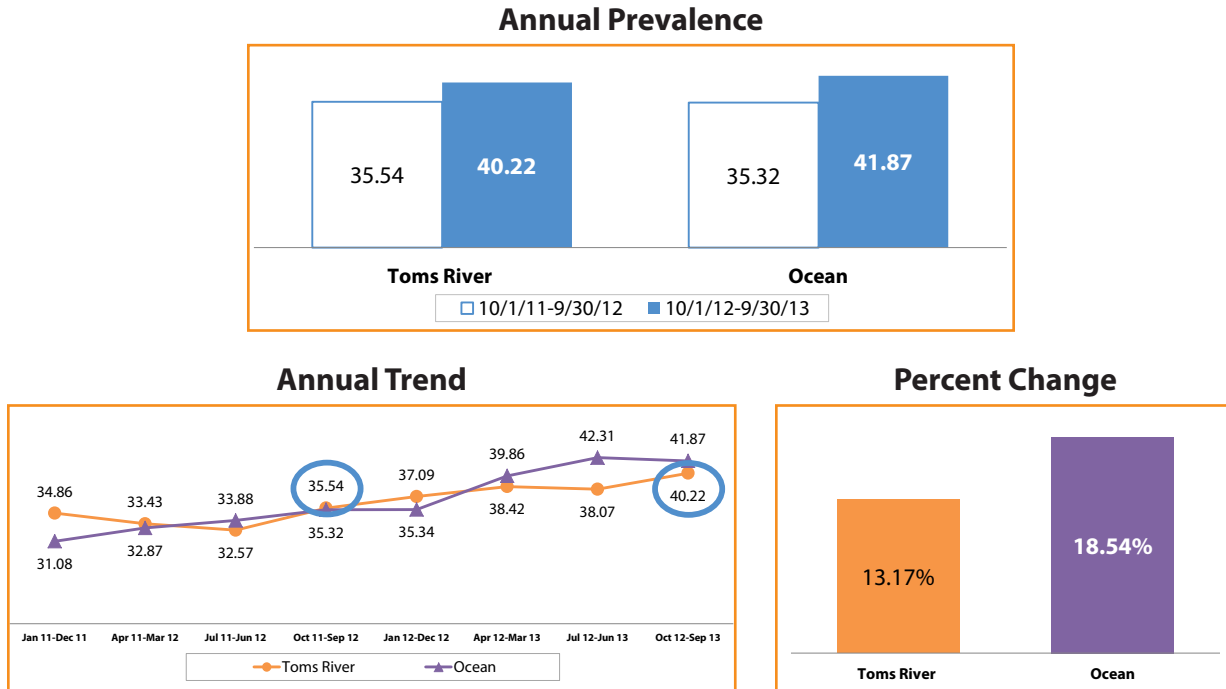 Annual Prevalence
35.54 40.22 35.32 41.87
Toms River Ocean
10/1/11-9/30/12 10/1/12-9/30/13
Annual Trend
42.31 41.87
39.86
35.54 37.09
34.86 33.43 33.88
40.22
38.42 38.07
35.32 35.34
32.87 32.57
31.08
Jan 11-Dec 11 Apr 11-Mar 12 Jul 11-Jun 12 Oct 11-Sep 12 Jan 12-Dec 12 Apr 12-Mar 13 Jul 12-Jun 13 Oct 12-Sep 13
Toms River Ocean
Percent Change
18.54%
13.17%
Toms River Ocean